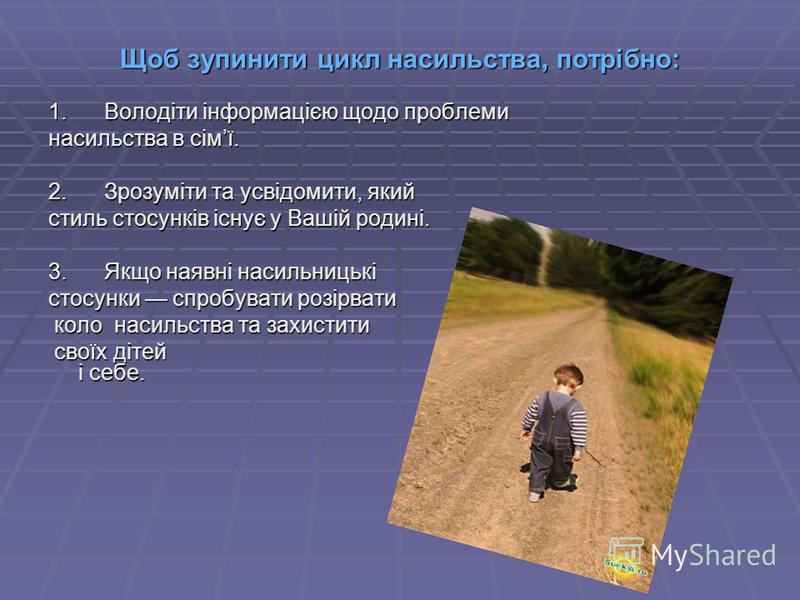 Щоб зупинити цикл насильства, потрібно:
1. Володіти інформацією щодо проблеми
насильства в сім’ї.
2. Зрозуміти та усвідомити, який
стиль стосунків існує у Вашій родині.
3. Якщо наявні насильницькі
стосунки — спробувати розірвати
коло насильства та захистити
своїх дітей
і себе.
MyShared